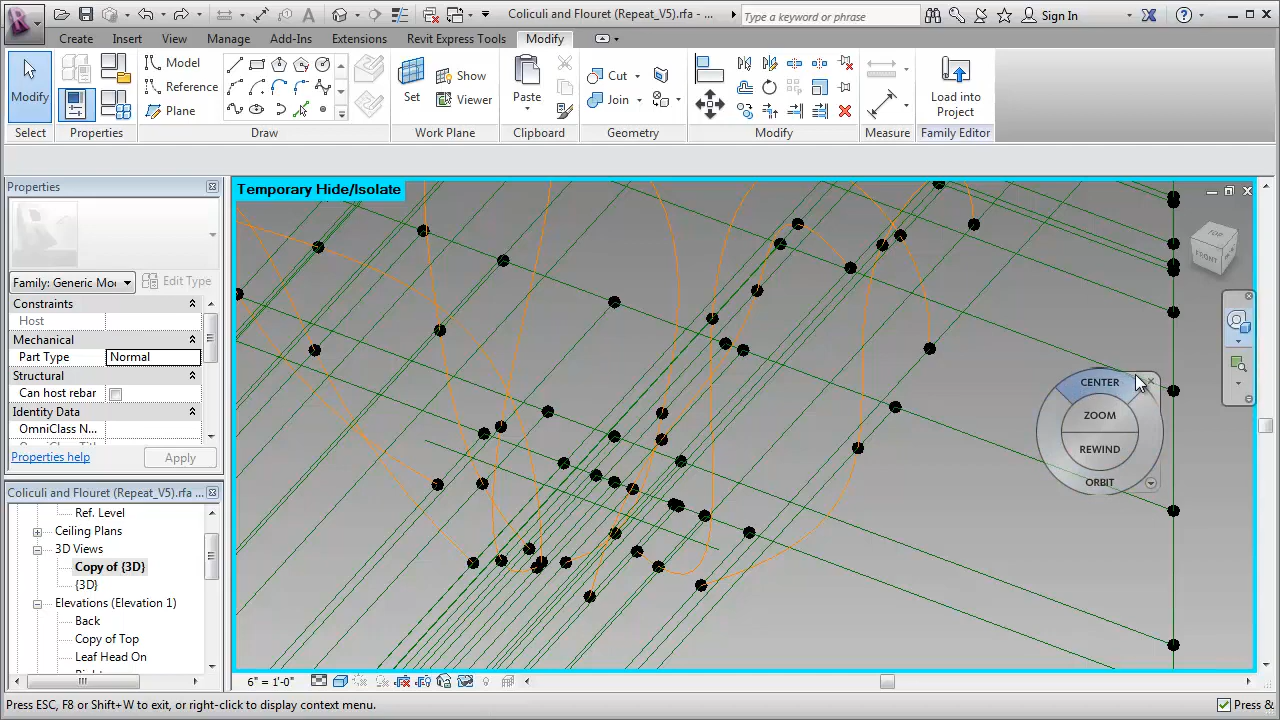 Coliculi and Flouret (Repeat_V5).rfa - ...
Type a keyword or phrase
Sign In
Create
Insert
View
Manage
Add-Ins
Extensions
Revit Express Tools
Modify
Modify
Model
Reference
Plane
Set
Show
Viewer
Paste
Cut
Join
Load into
Project
Select
Properties
Draw
Work Plane
Clipboard
Geometry
Modify
Measure
Family Editor
Properties
Temporary Hide/Isolate
TOP
FRONT
Family: Generic Mo
Edit Type
Constraints
Host
Mechanical
Part Type
Normal
Structural
Can host rebar
Identity Data
OmniClass N...
Properties help
Apply
CENTER
ZOOM
REWIND
ORBIT
Coliculi and Flouret (Repeat_V5).rfa ...
Ref. Level
Ceiling Plans
3D Views
Copy of {3D}
{3D}
Elevations (Elevation 1)
Back
Copy of Top
Leaf Head On
6" = 1'-0"
Press ESC, F8 or Shift+W to exit, or right-click to display context menu.
Press &